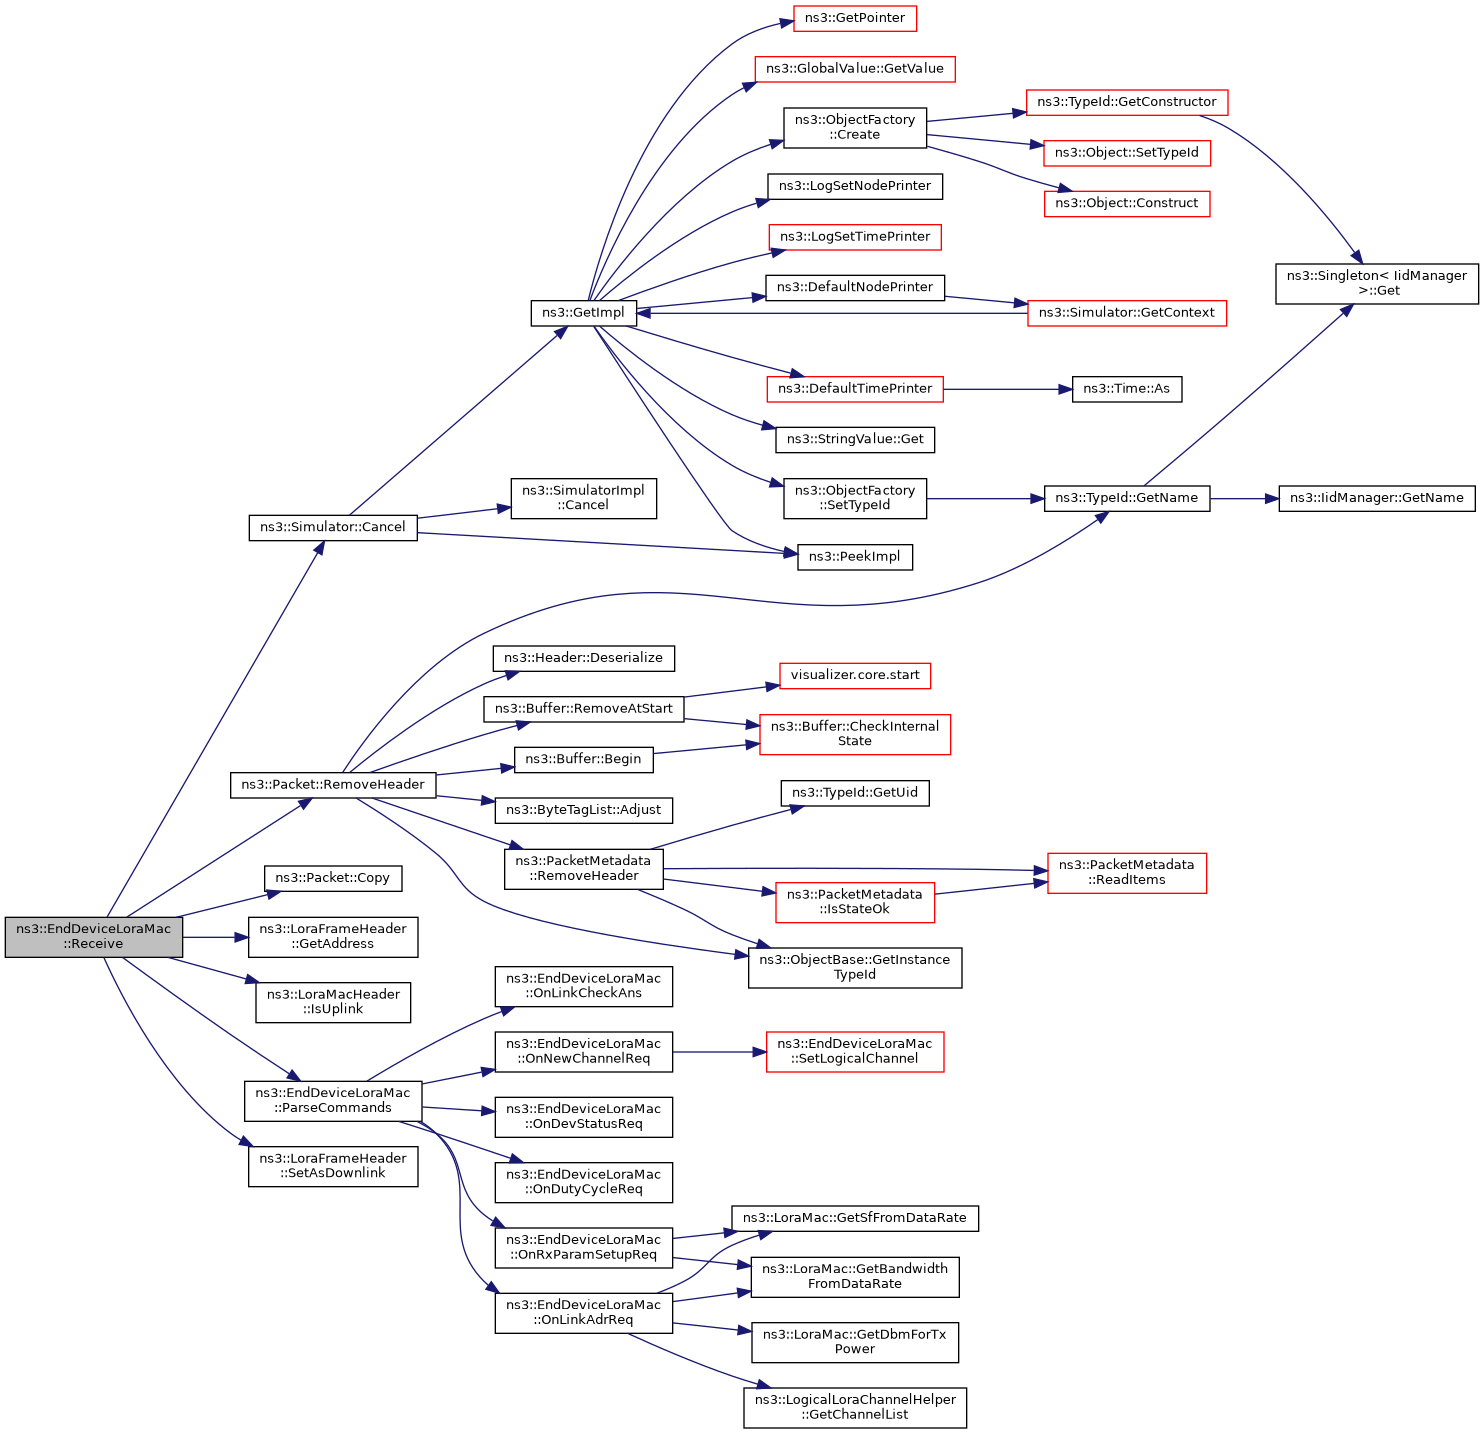 ns3::GetPointer
ns3::GlobalValue::GetValue
ns3::ObjectFactory
::Create
ns3::TypeId::GetConstructor
ns3::Object::SetTypeId
ns3::Object::Construct
ns3::LogSetNodePrinter
ns3::LogSetTimePrinter
ns3::DefaultNodePrinter
ns3::Singleton< IidManager
>::Get
ns3::GetImpl
ns3::Simulator::GetContext
ns3::DefaultTimePrinter
ns3::Time::As
ns3::StringValue::Get
ns3::ObjectFactory
::SetTypeId
ns3::TypeId::GetName
ns3::IidManager::GetName
ns3::SimulatorImpl
::Cancel
ns3::Simulator::Cancel
ns3::PeekImpl
ns3::Header::Deserialize
visualizer.core.start
ns3::Buffer::RemoveAtStart
ns3::Buffer::CheckInternal
State
ns3::Buffer::Begin
ns3::Packet::RemoveHeader
ns3::TypeId::GetUid
ns3::ByteTagList::Adjust
ns3::PacketMetadata
::RemoveHeader
ns3::PacketMetadata
::ReadItems
ns3::Packet::Copy
ns3::PacketMetadata
::IsStateOk
ns3::EndDeviceLoraMac
::Receive
ns3::LoraFrameHeader
::GetAddress
ns3::ObjectBase::GetInstance
TypeId
ns3::EndDeviceLoraMac
::OnLinkCheckAns
ns3::LoraMacHeader
::IsUplink
ns3::EndDeviceLoraMac
::OnNewChannelReq
ns3::EndDeviceLoraMac
::SetLogicalChannel
ns3::EndDeviceLoraMac
::ParseCommands
ns3::EndDeviceLoraMac
::OnDevStatusReq
ns3::LoraFrameHeader
::SetAsDownlink
ns3::EndDeviceLoraMac
::OnDutyCycleReq
ns3::LoraMac::GetSfFromDataRate
ns3::EndDeviceLoraMac
::OnRxParamSetupReq
ns3::LoraMac::GetBandwidth
FromDataRate
ns3::EndDeviceLoraMac
::OnLinkAdrReq
ns3::LoraMac::GetDbmForTx
Power
ns3::LogicalLoraChannelHelper
::GetChannelList